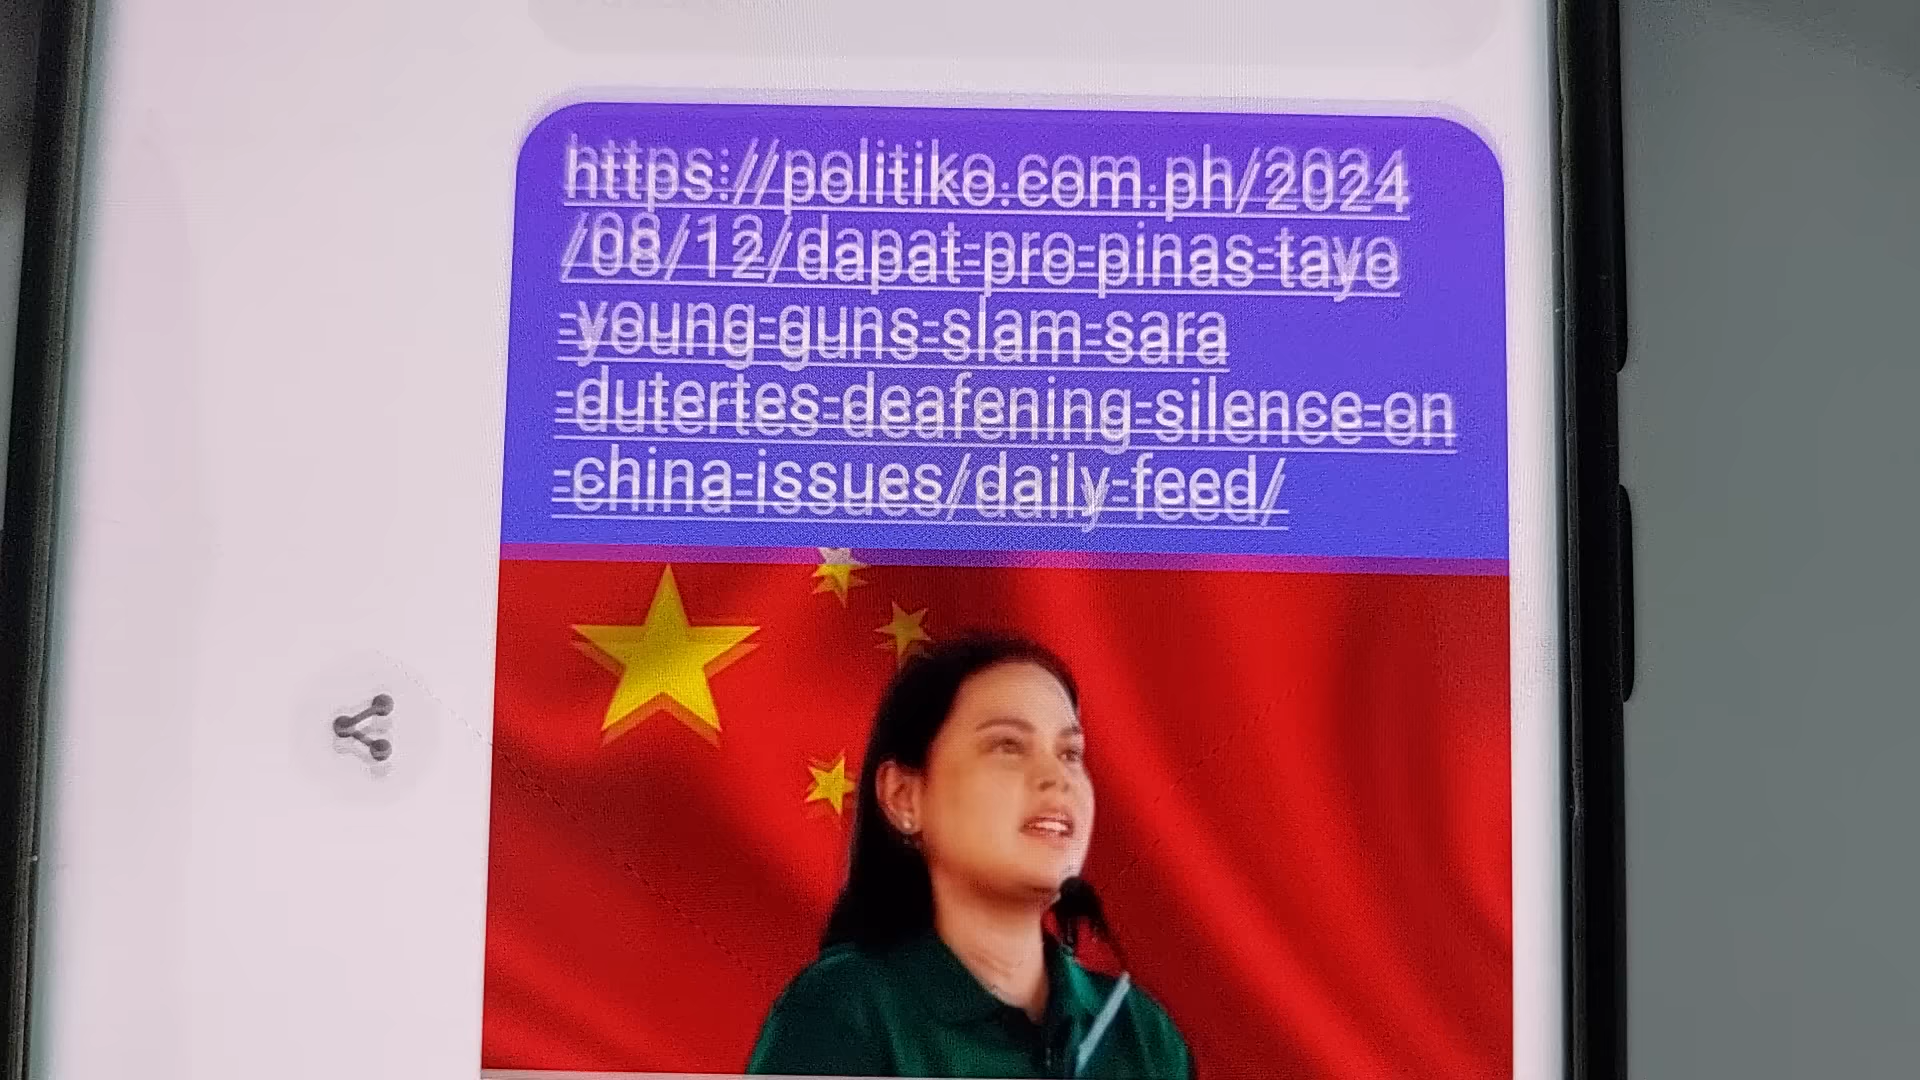 https://politiko.com.ph/2024
/08/12/dapat-pro-pinas-tayo
-young-guns-slam-sara
-dutertes-deafening-silence-on
-china-issues/daily-feed/